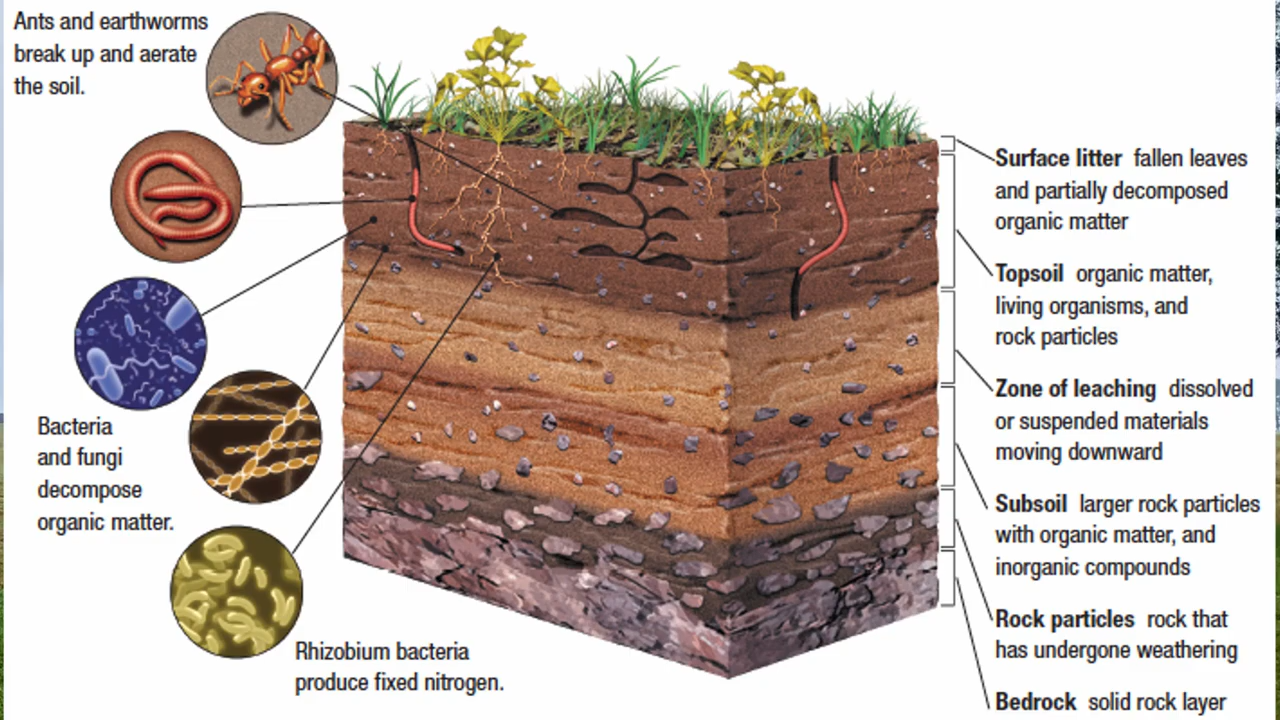 Ants and earthworms
break up and aerate
the soil.
Bacteria
and fungi
decompose
organic matter.
Rhizobium bacteria
produce fixed nitrogen.
Surface litter fallen leaves
and partially decomposed
organic matter
Topsoil organic matter,
living organisms, and
rock particles
Zone of leaching dissolved
or suspended materials
moving downward
Subsoil larger rock particles
with organic matter, and
inorganic compounds
Rock particles rock that
has undergone weathering
Bedrock solid rock layer